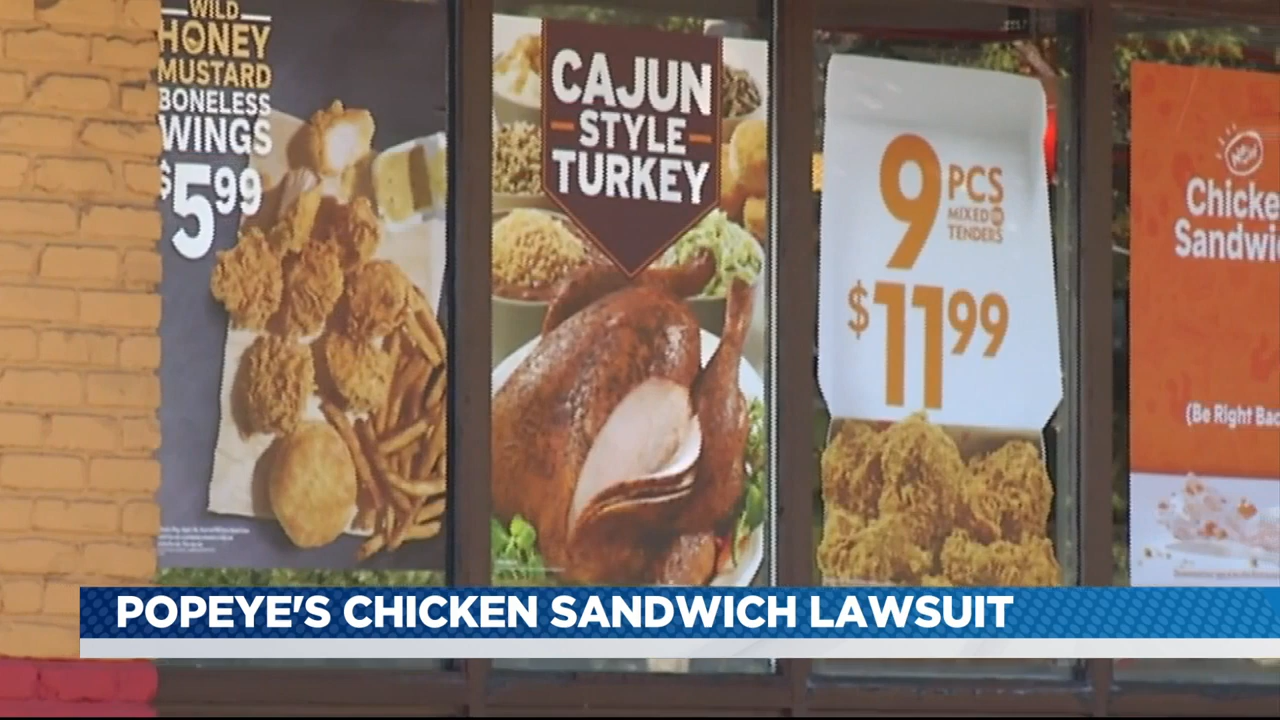 WILD
HONEY
MUSTARD
BONELESS
WINGS
$5.99
CAJUN
STYLE
TURKEY
9 PCS
MIXED
TENDERS
$11.99
NEW
Chicke
Sandwi
(Be Right Bac
POPEYE'S CHICKEN SANDWICH LAWSUIT